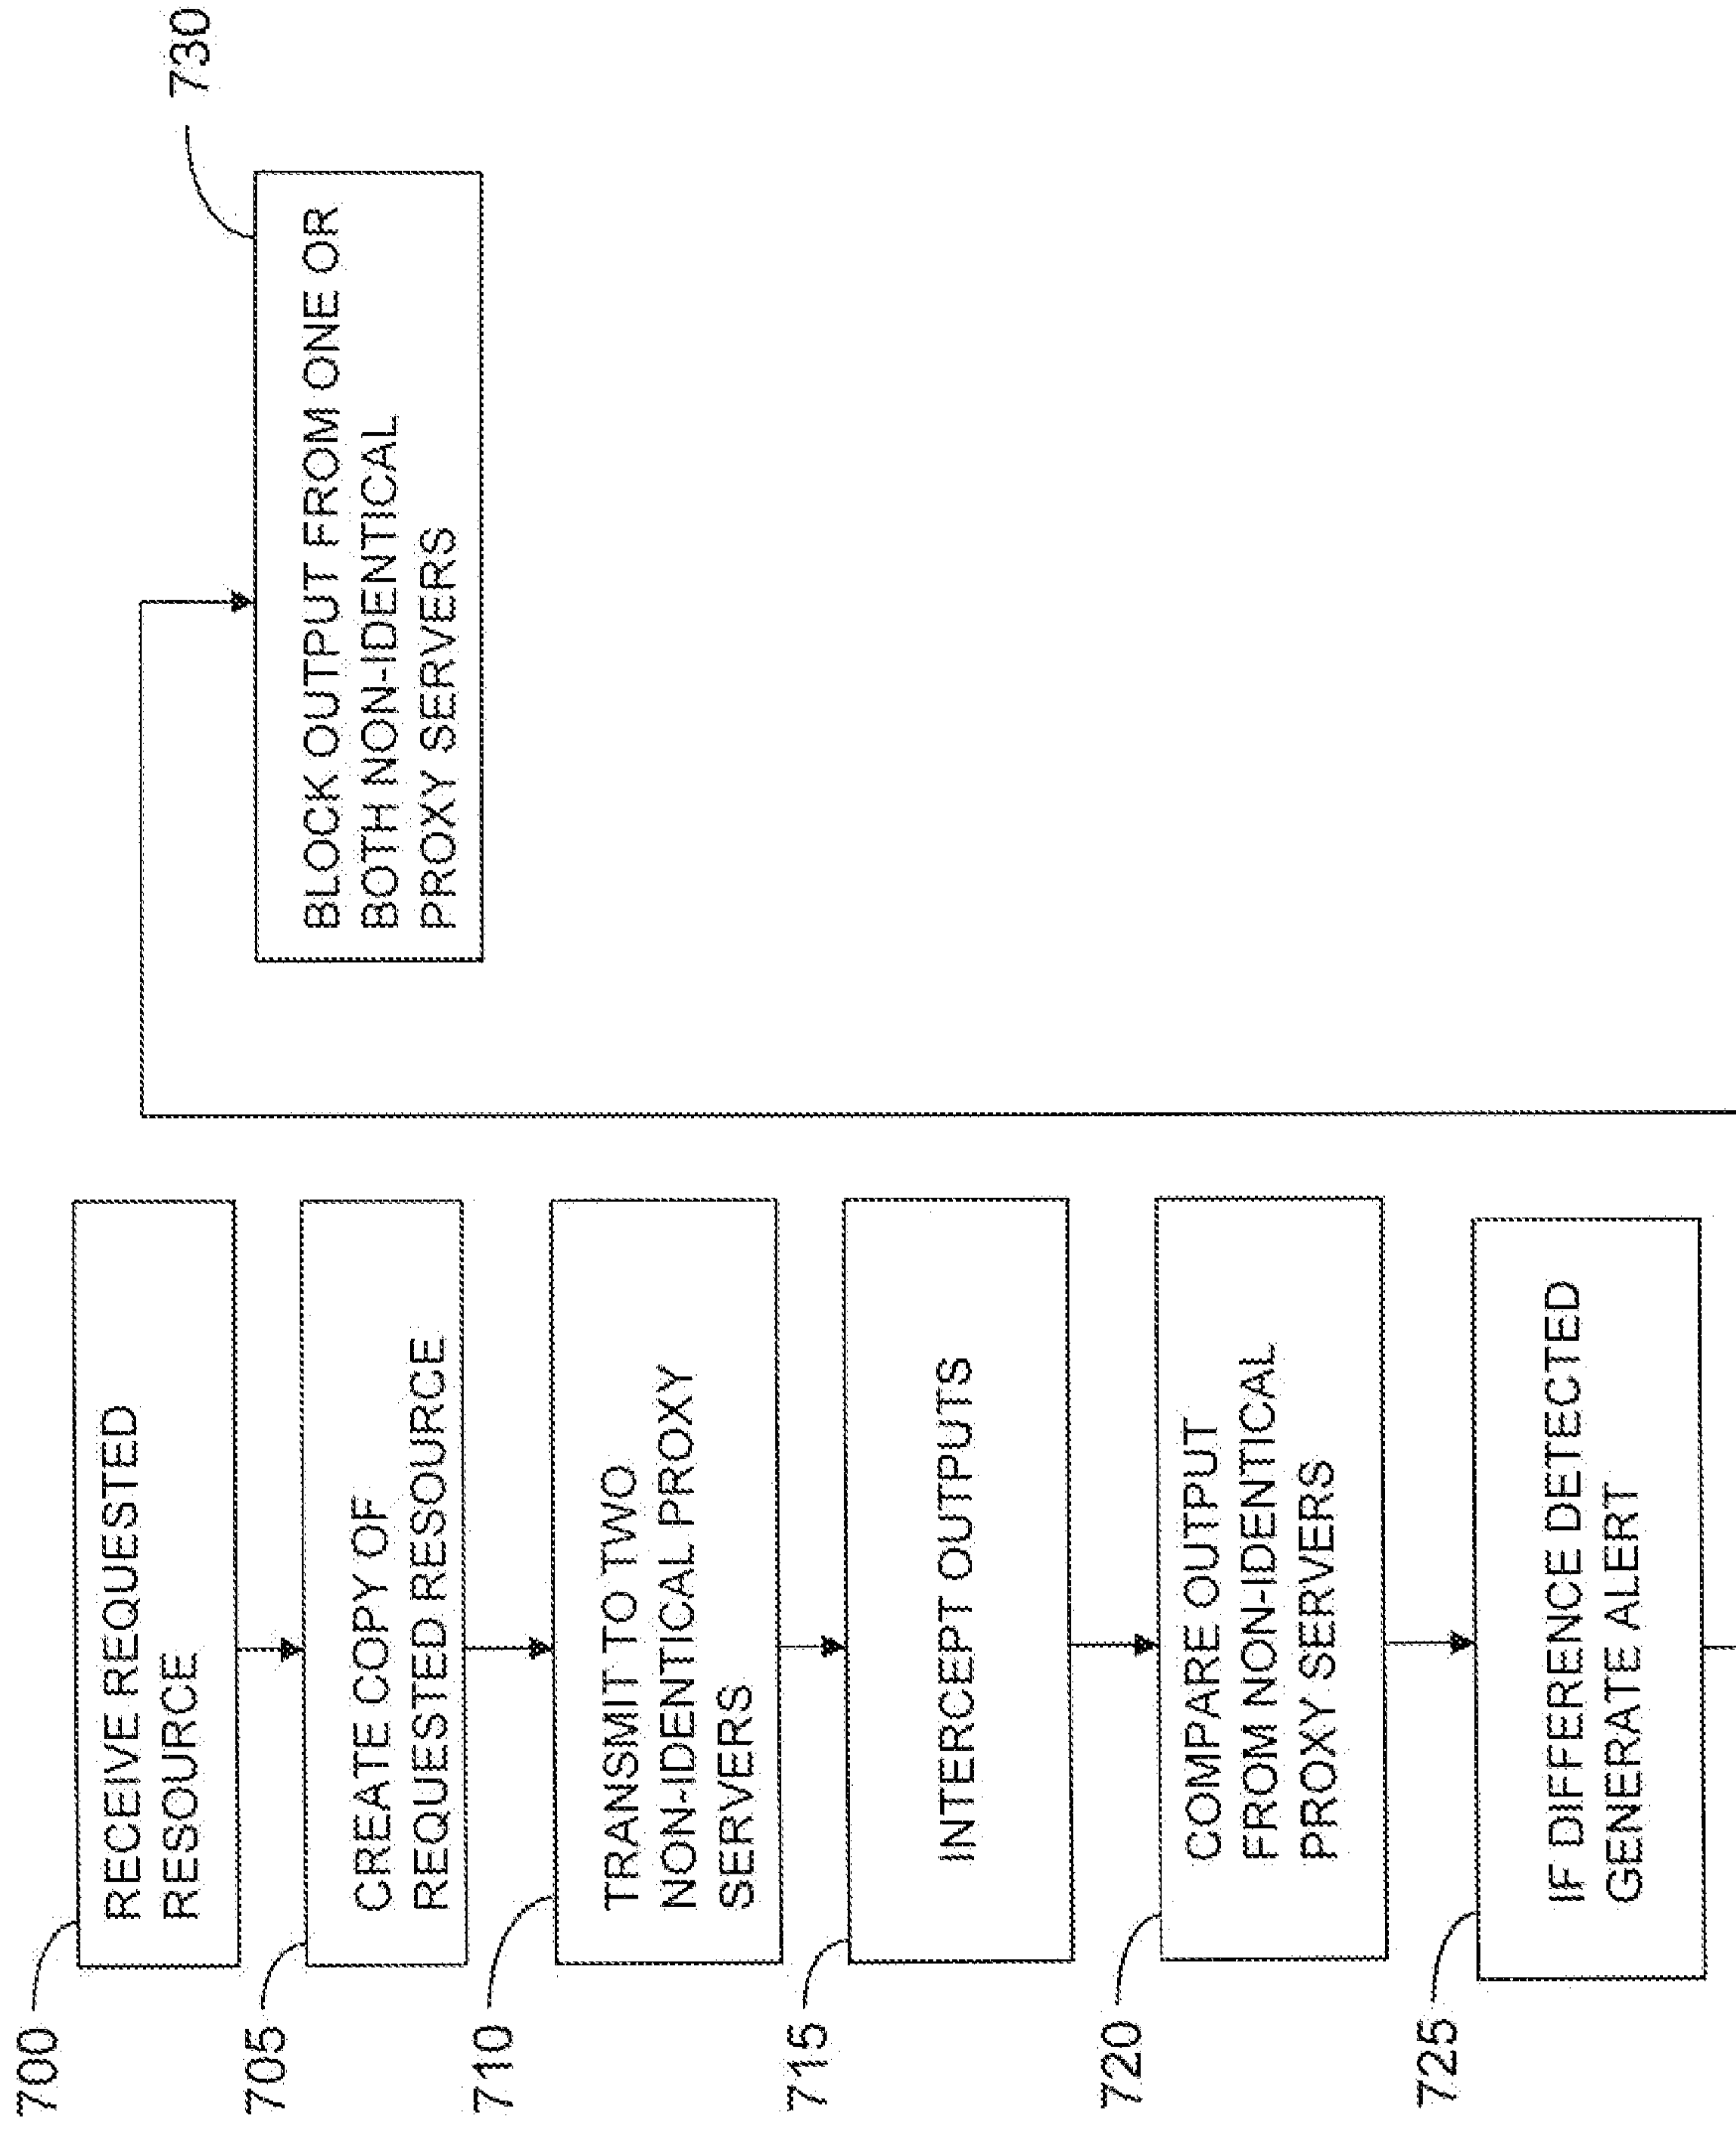 700
RECEIVE REQUESTED
RESOURCE
705
CREATE COPY OF
REQUESTED RESOURCE
710
TRANSMIT TO TWO
NON-IDENTICAL PROXY
SERVERS
715
INTERCEPT OUTPUTS
720
COMPARE OUTPUT
FROM NON-IDENTICAL
PROXY SERVERS
725
IF DIFFERENCE DETECTED
GENERATE ALERT
730
BLOCK OUTPUT FROM ONE OR
BOTH NON-IDENTICAL
PROXY SERVERS